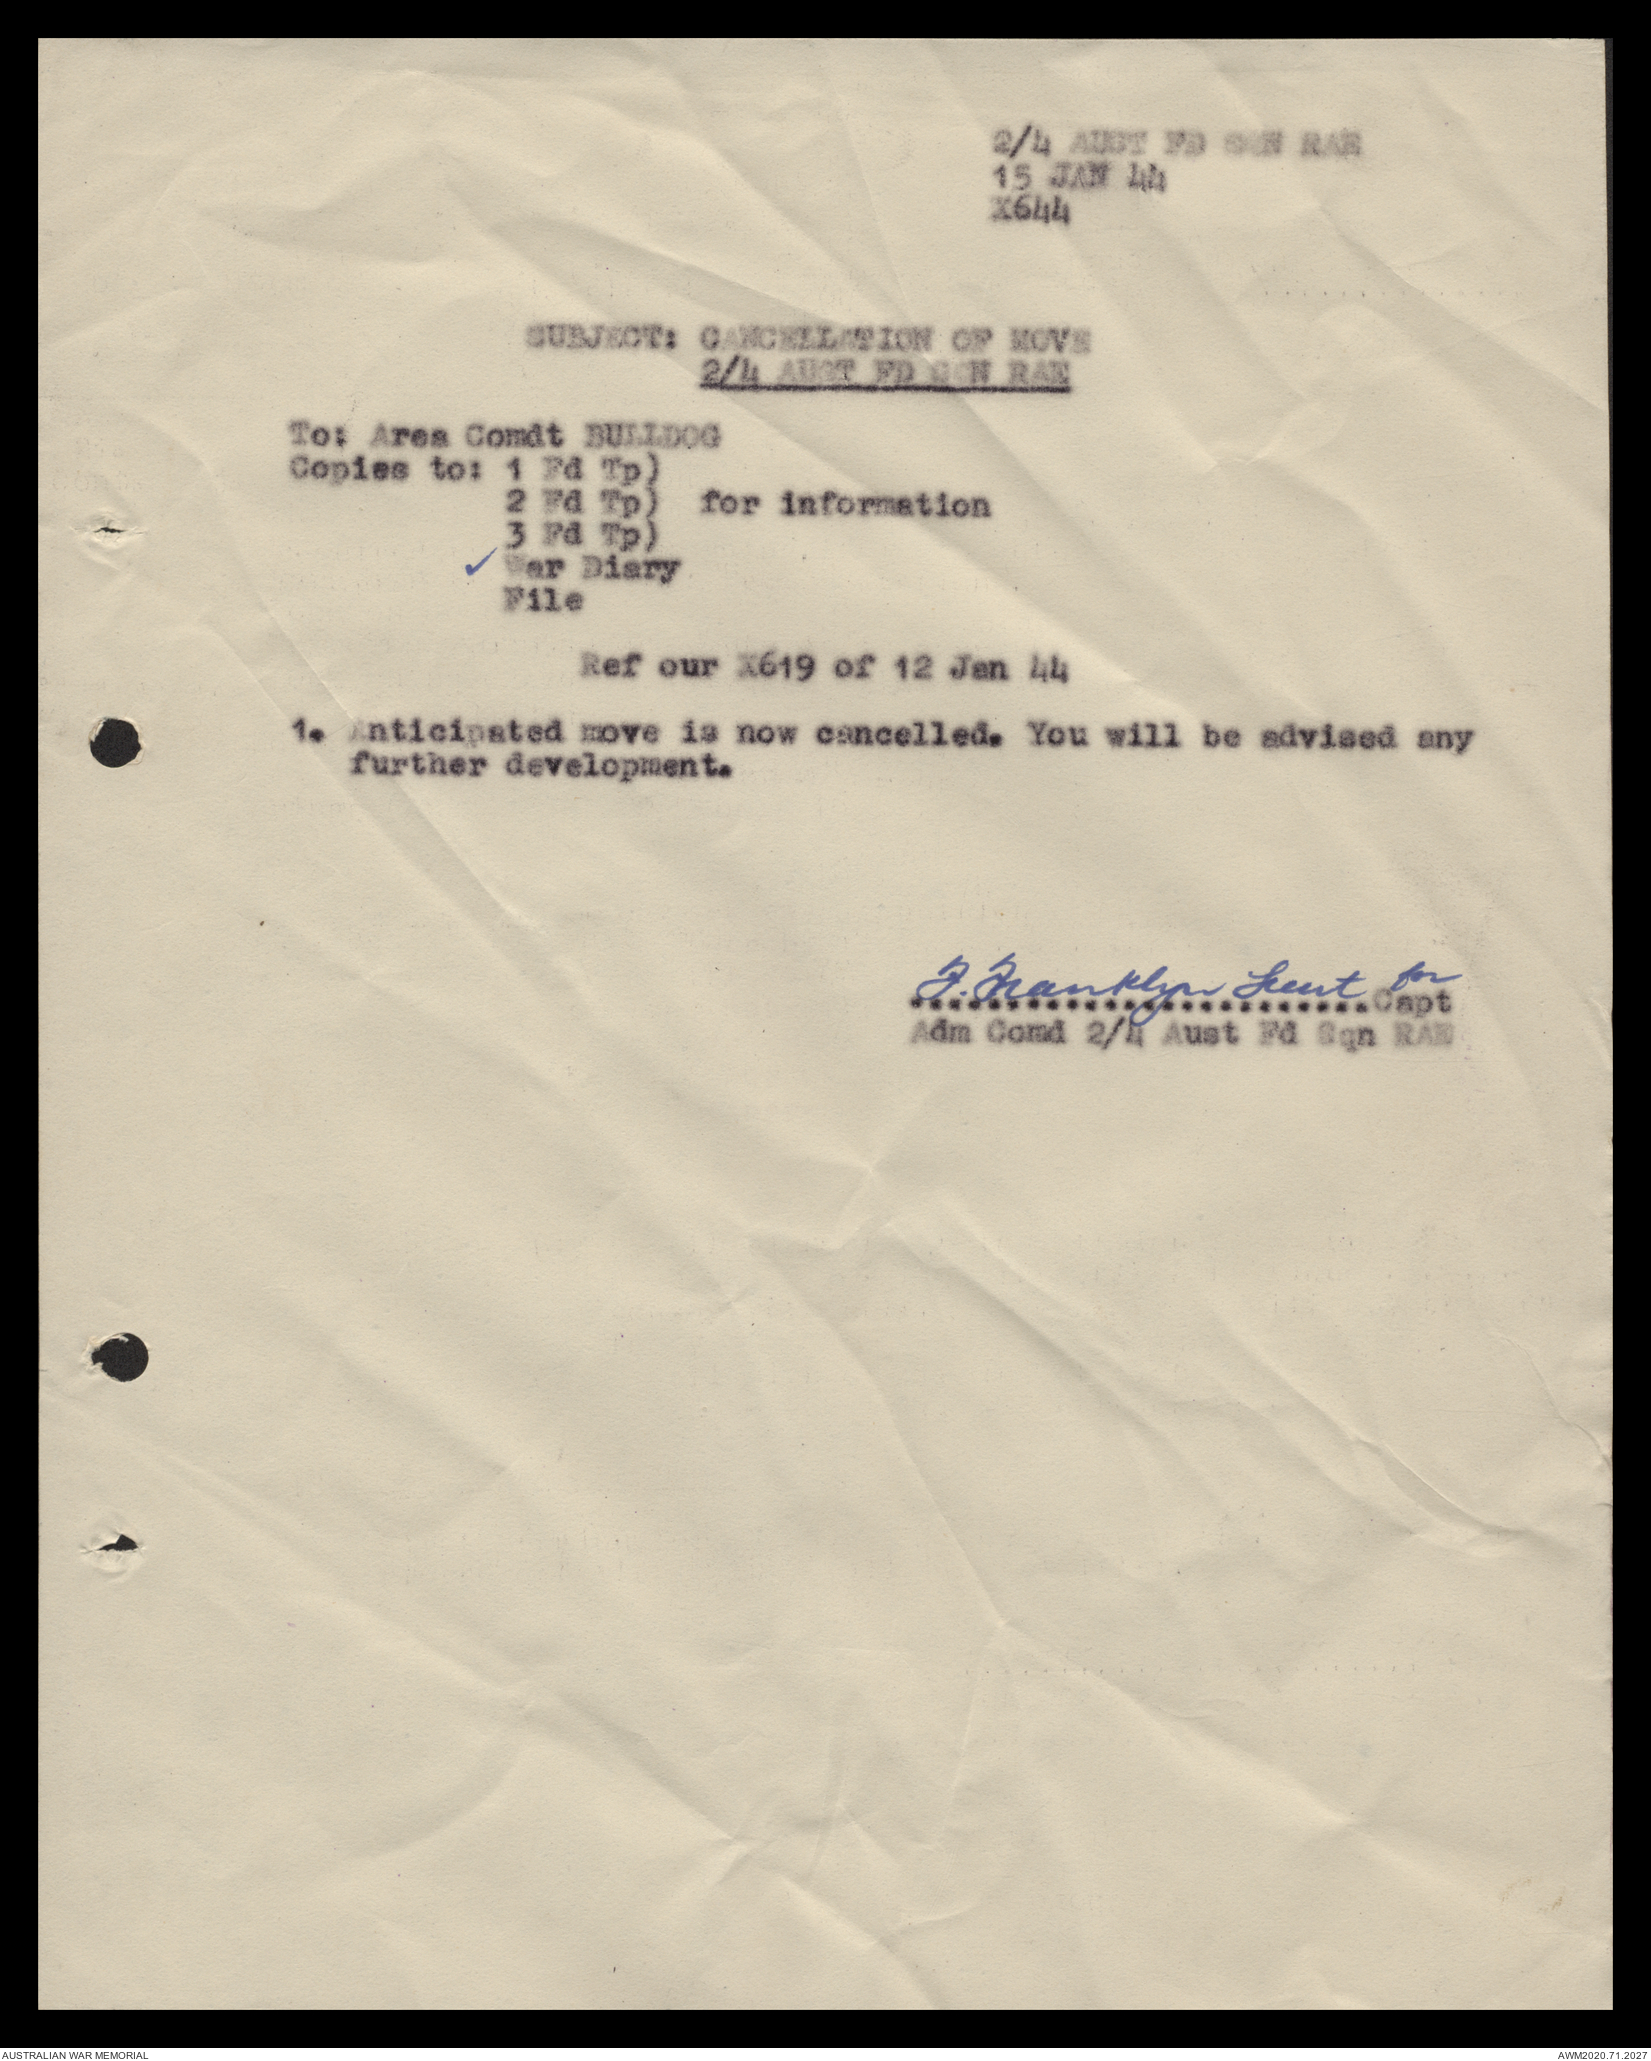 2/4 AUST FD SQN RAE
15 JAN 44
X644
SUBJECT: CANCELLATION OF MOVE
2/4 AUST FD SQN RAE
To: Area Comdt BULLDOG
Copies to: 1 Fd Tp)
2 Fd Tp) for information
3 Fd Tp)
✓ War Diary
File
Ref our X619 of 12 Jan 44
1. Anticipated move is now cancelled. You will be advised any
further development.
F. Franklyn Lieut for
.......................Capt
Adm Comd 2/4 Aust Fd Sqn RAE
AUSTRALIAN WAR MEMORIAL
AWM2020.71.2027